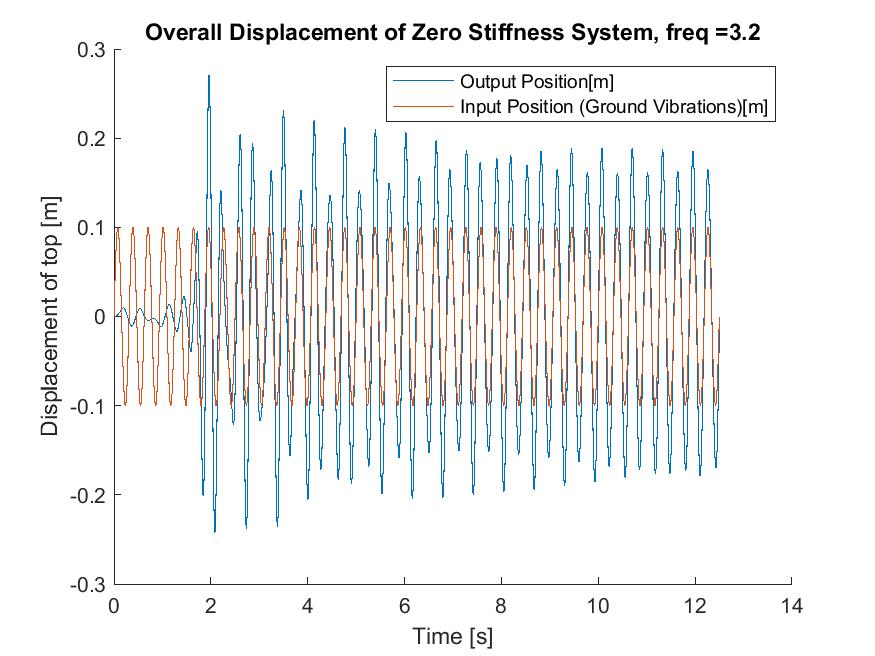 Overall Displacement of Zero Stiffness System, freq =3.2
Output Position[m]
Input Position (Ground Vibrations)[m]
Displacement of top [m]
0.3
0.2
0.1
0
-0.1
-0.2
-0.3
0 2 4 6 8 10 12 14
Time [s]